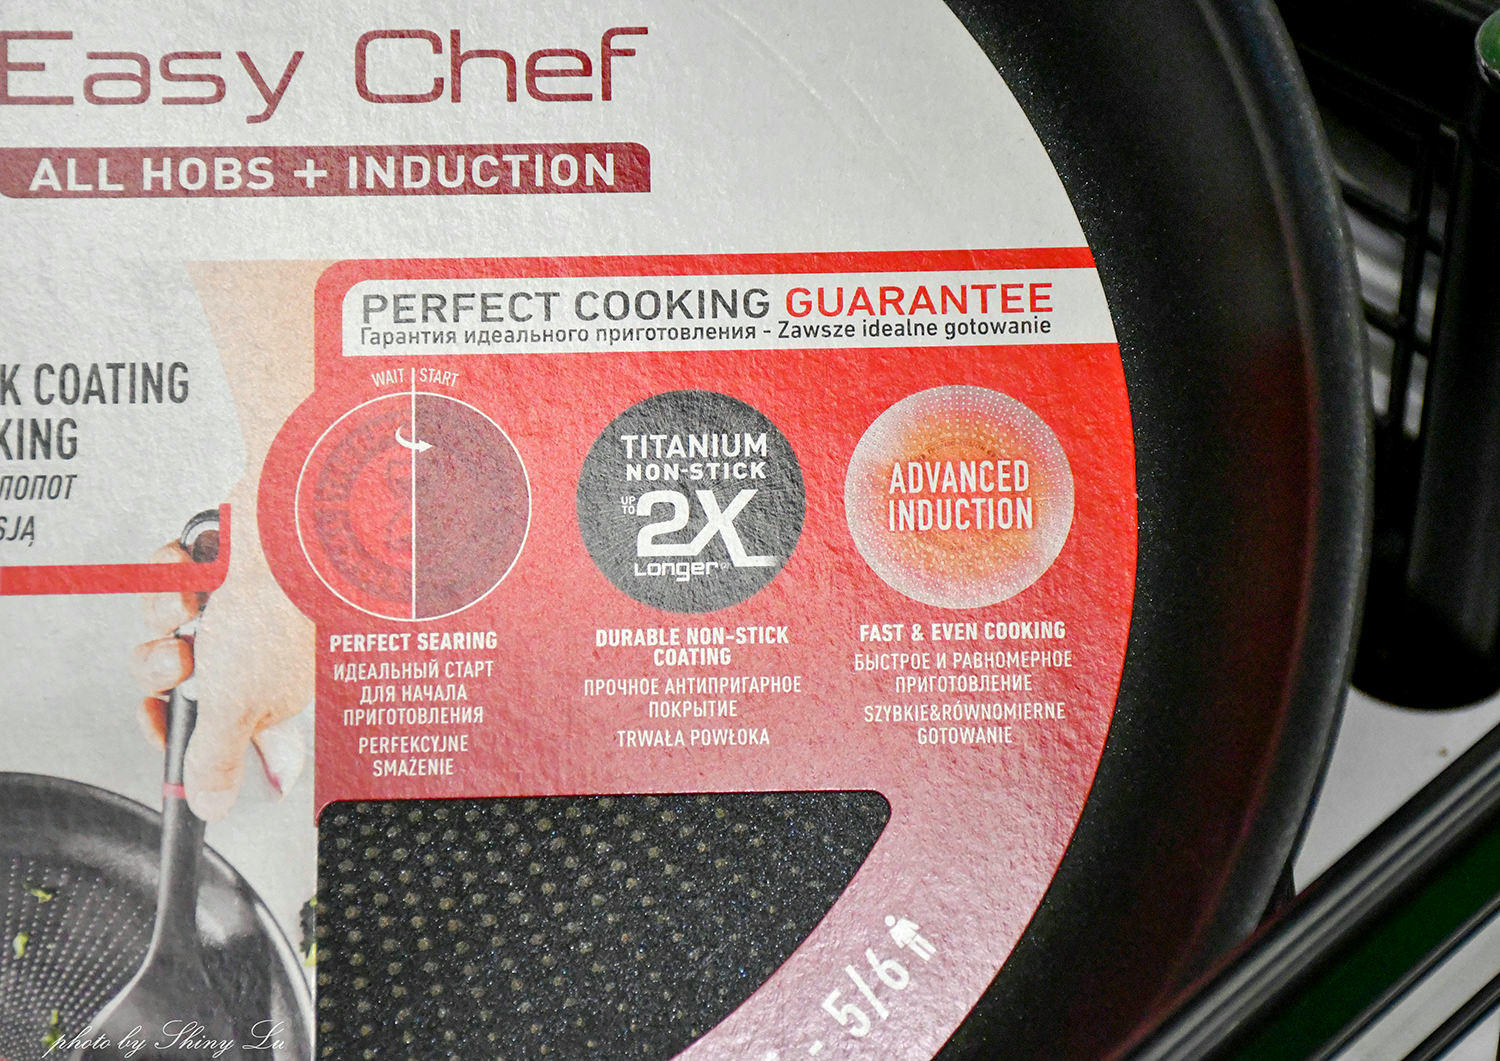 Easy Chef
ALL HOBS + INDUCTION
PERFECT COOKING GUARANTEE
Гарантия идеального приготовления - Zawsze idealne gotowanie
K COATING
KING
ПОПОТ
SJĄ
WAIT START
PERFECT SEARING
ИДЕАЛЬНЫЙ СТАРТ
ДЛЯ НАЧАЛА
ПРИГОТОВЛЕНИЯ
PERFEKCYJNE
SMAŻENIE
TITANIUM
NON-STICK
UP TO 2X
Longer
DURABLE NON-STICK
COATING
ПРОЧНОЕ АНТИПРИГАРНОЕ
ПОКРЫТИЕ
TRWAŁA POWŁOKA
ADVANCED
INDUCTION
FAST & EVEN COOKING
БЫСТРОЕ И РАВНОМЕРНОЕ
ПРИГОТОВЛЕНИЕ
SZYBKIE&RÓWNOMIERNE
GOTOWANIE
- 5/6
photo by Shiny Lu